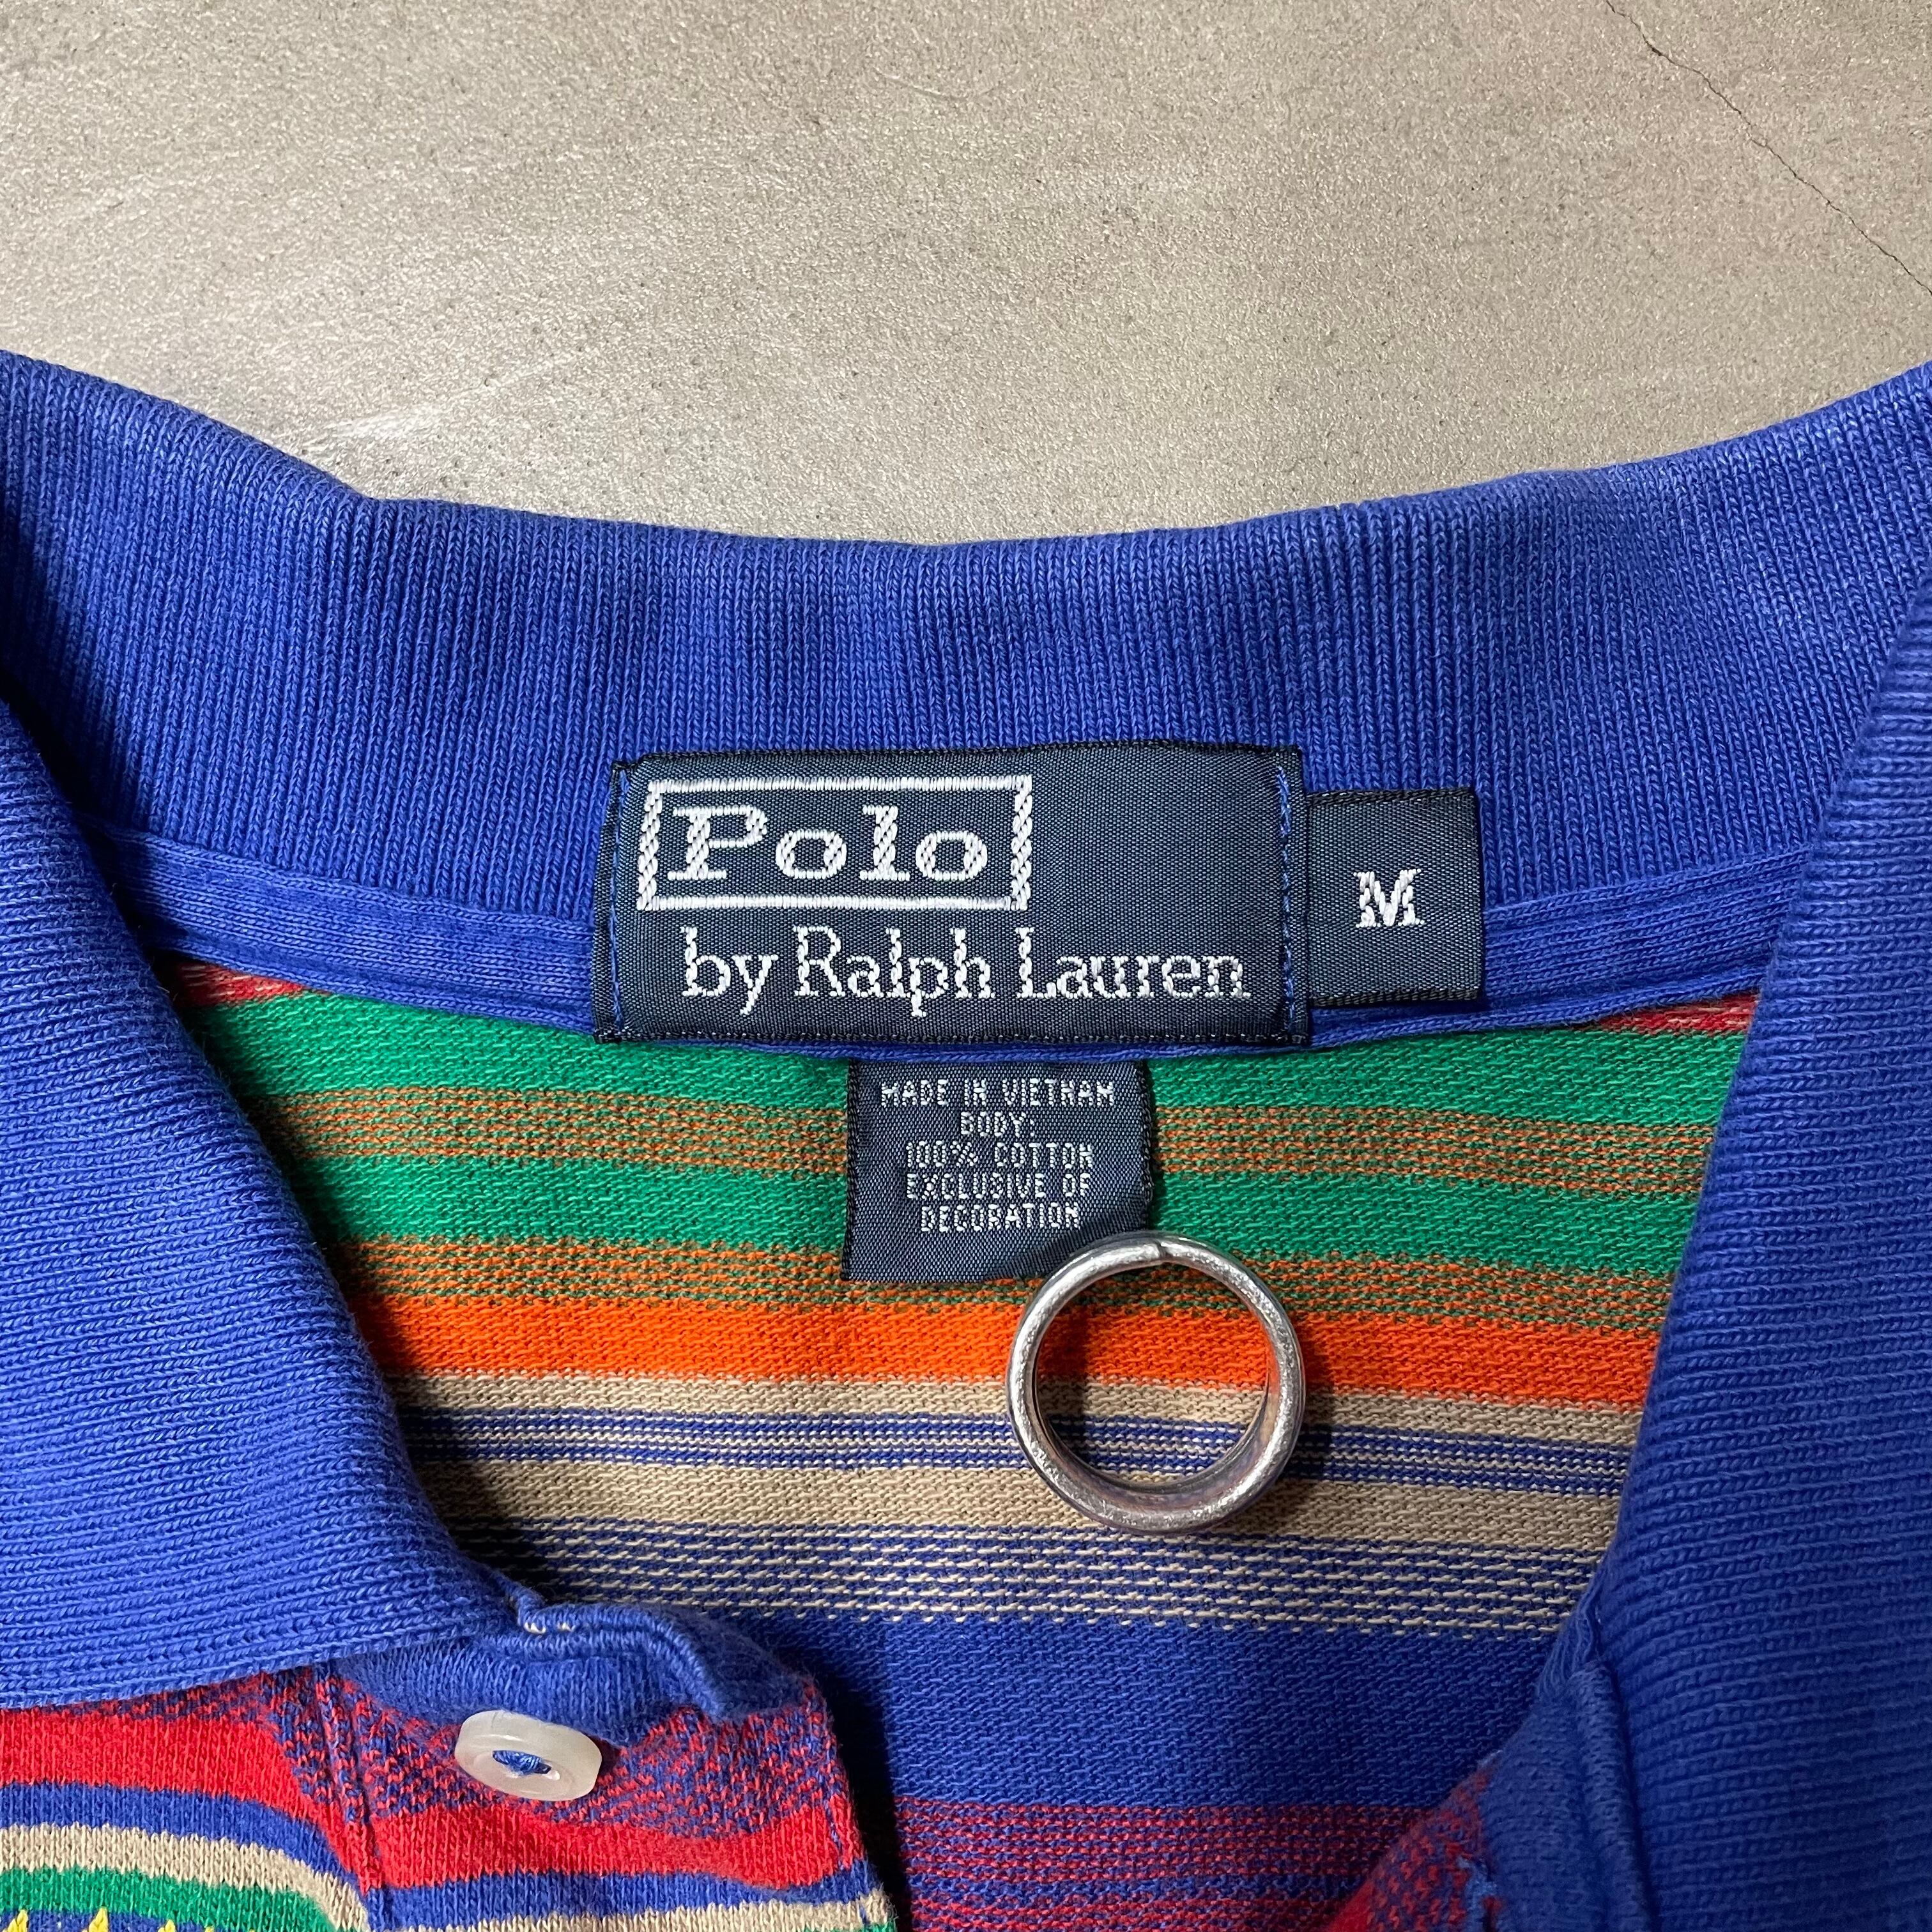 Polo
by Ralph Lauren
M
MADE IN VIETNAM
BODY:
100% COTTON
EXCLUSIVE OF
DECORATION